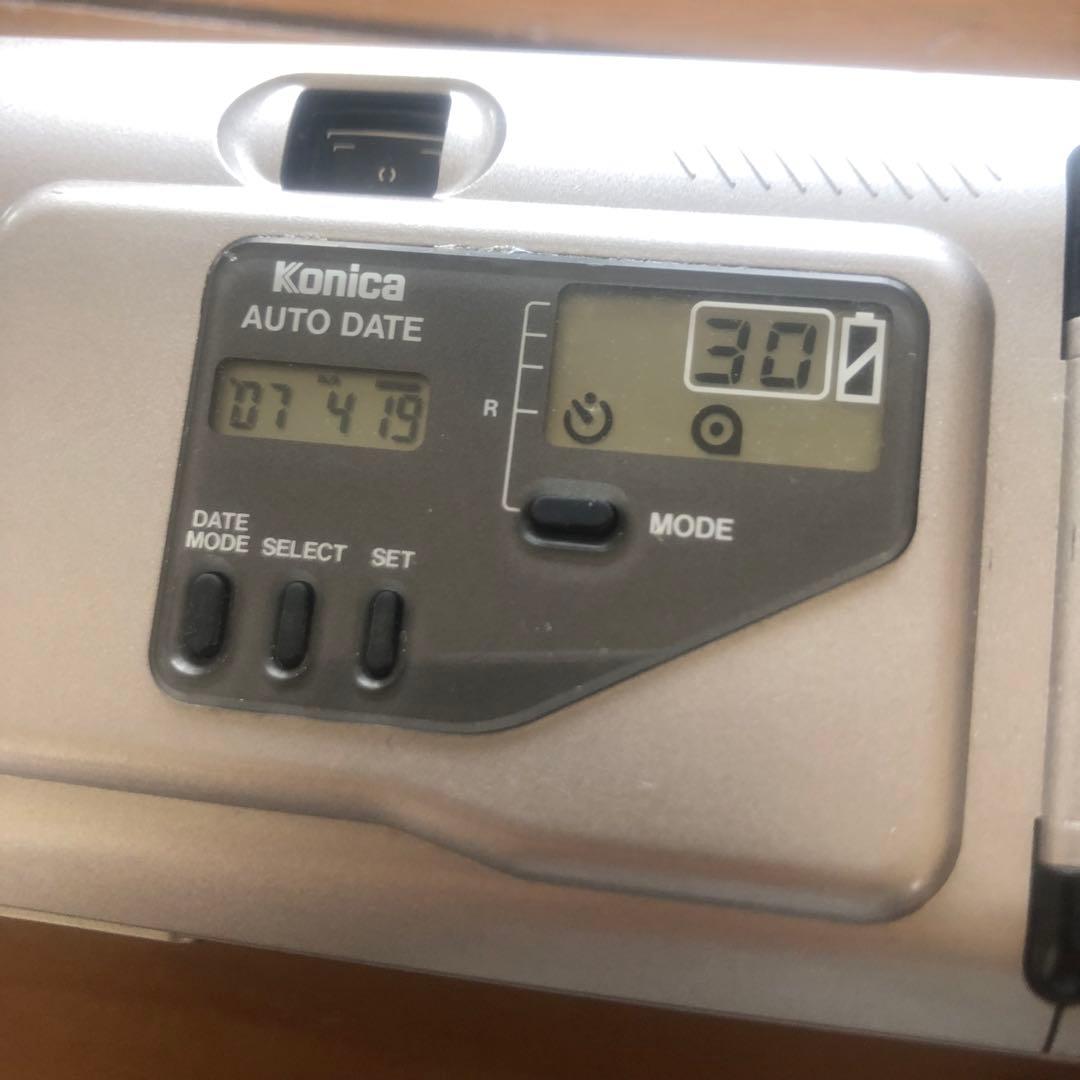 Konica
AUTO DATE
30
'07 4 19
R
MODE
DATE
MODE
SELECT
SET